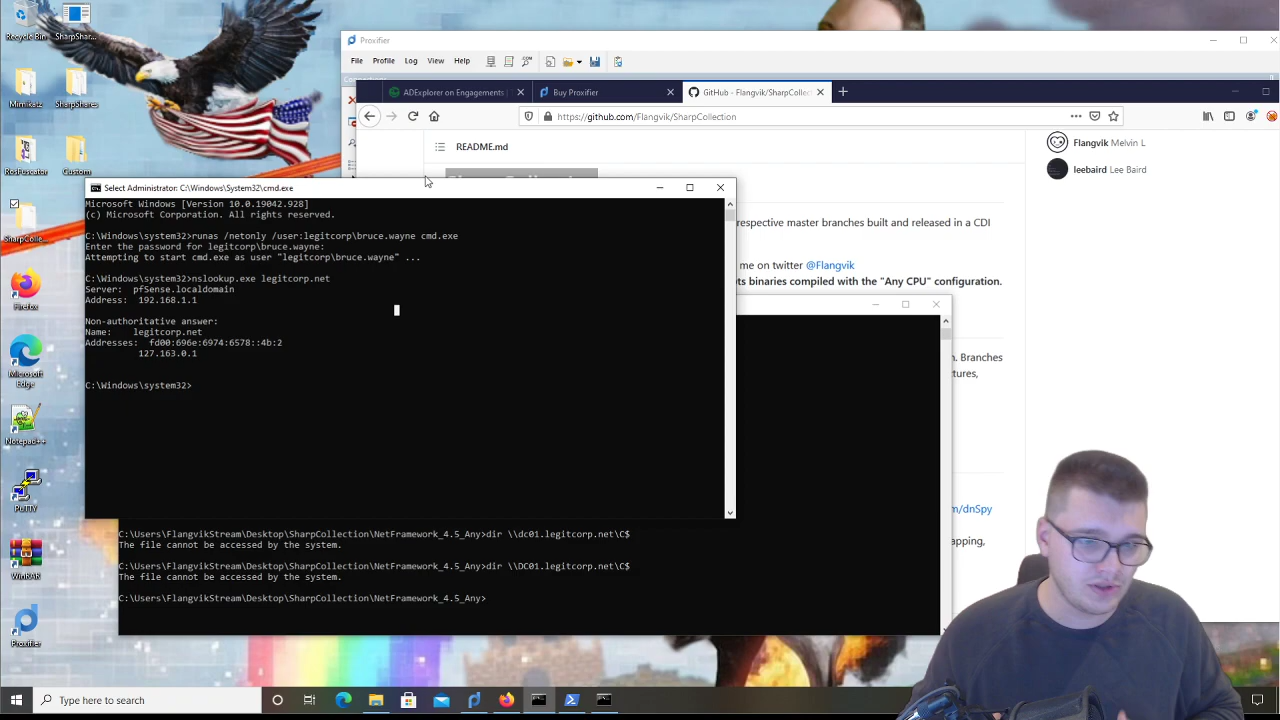 Recycle Bin
SharpShar...
Mimikatz
SharpShares
RosFuscator
Custom
SharpColle...
Firefox
Microsoft
Edge
Notepad++
PuTTY
WinRAR
Proxifier
Proxifier
File Profile Log View Help
ADExplorer on Engagements |
Buy Proxifier
GitHub - Flangvik/SharpCollec
https://github.com/Flangvik/SharpCollection
README.md
Flangvik Melvin L
leebaird Lee Baird
respective master branches built and released in a CDI
me on twitter @Flangvik
ts binaries compiled with the "Any CPU" configuration.
n. Branches
tures,
m/dnSpy
apping,
Select Administrator: C:\Windows\System32\cmd.exe
Microsoft Windows [Version 10.0.19042.928]
(c) Microsoft Corporation. All rights reserved.
C:\Windows\system32>runas /netonly /user:legitcorp\bruce.wayne cmd.exe
Enter the password for legitcorp\bruce.wayne:
Attempting to start cmd.exe as user "legitcorp\bruce.wayne" ...
C:\Windows\system32>nslookup.exe legitcorp.net
Server: pfSense.localdomain
Address: 192.168.1.1
Non-authoritative answer:
Name: legitcorp.net
Addresses: fd00:696e:6974:6578::4b:2
127.163.0.1
C:\Windows\system32>
C:\Users\FlangvikStream\Desktop\SharpCollection\NetFramework_4.5_Any>dir \\dc01.legitcorp.net\C$
The file cannot be accessed by the system.
C:\Users\FlangvikStream\Desktop\SharpCollection\NetFramework_4.5_Any>dir \\DC01.legitcorp.net\C$
The file cannot be accessed by the system.
C:\Users\FlangvikStream\Desktop\SharpCollection\NetFramework_4.5_Any>
Type here to search